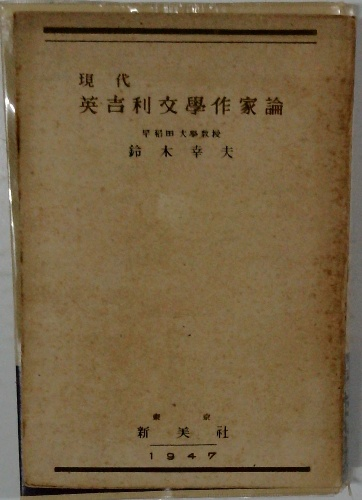 現代
英吉利文學作家論
早稻田大學敎授
鈴木幸夫
東京
新美社
1947